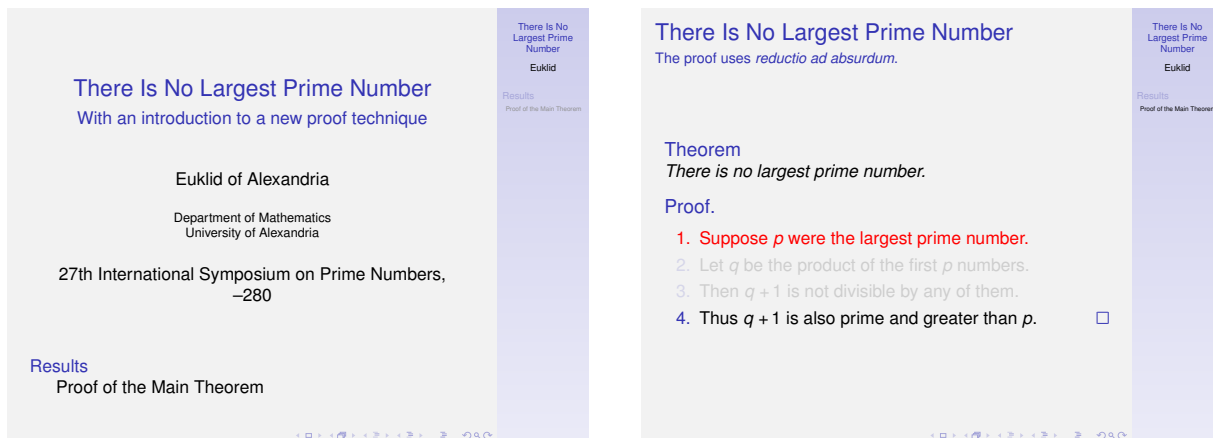 There Is No Largest Prime Number
With an introduction to a new proof technique
Euklid of Alexandria
Department of Mathematics
University of Alexandria
27th International Symposium on Prime Numbers,
–280
Results
Proof of the Main Theorem
There Is No
Largest Prime
Number
Euklid
Results
Proof of the Main Theorem
There Is No Largest Prime Number
The proof uses reductio ad absurdum.
Theorem
There is no largest prime number.
Proof.
1. Suppose p were the largest prime number.
2. Let q be the product of the first p numbers.
3. Then q + 1 is not divisible by any of them.
4. Thus q + 1 is also prime and greater than p. □
There Is No
Largest Prime
Number
Euklid
Results
Proof of the Main Theorem